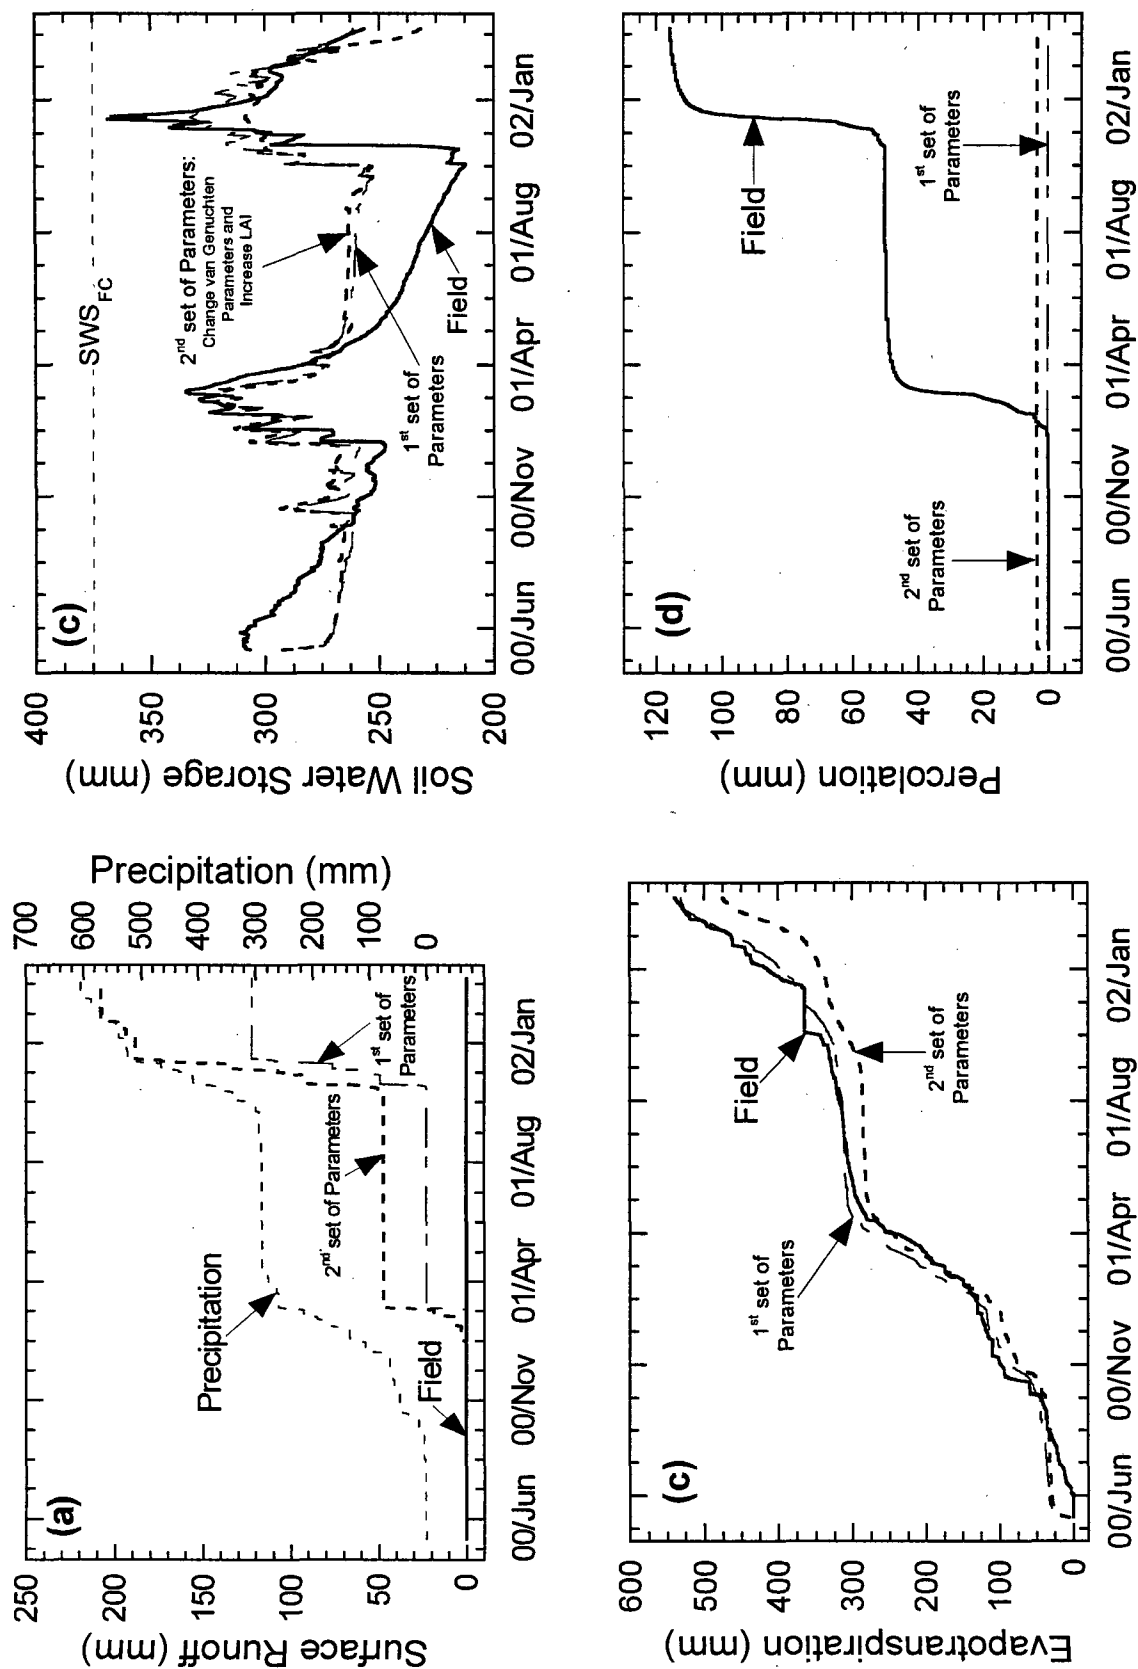 (a)
Surface Runoff (mm)
250
200
150
100
50
0
Precipitation (mm)
700
600
500
400
300
200
100
0
00/Jun
00/Nov
01/Apr
01/Aug
02/Jan
Precipitation
Field
2nd set of Parameters
1st set of
Parameters
(c)
Soil Water Storage
(mm)
400
350
300
250
200
00/Jun
00/Nov
01/Apr
01/Aug
02/Jan
SWSFC
2nd set of Parameters:
Change van Genuchten
Parameters and
Increase LAI
1st set of
Parameters
Field
(c)
Evapotranspiration (mm)
600
500
400
300
200
100
0
00/Jun
00/Nov
01/Apr
01/Aug
02/Jan
1st set of
Parameters
Field
2nd set of
Parameters
(d)
Percolation (mm)
120
100
80
60
40
20
0
00/Jun
00/Nov
01/Apr
01/Aug
02/Jan
2nd set of
Parameters
Field
1st set of
Parameters